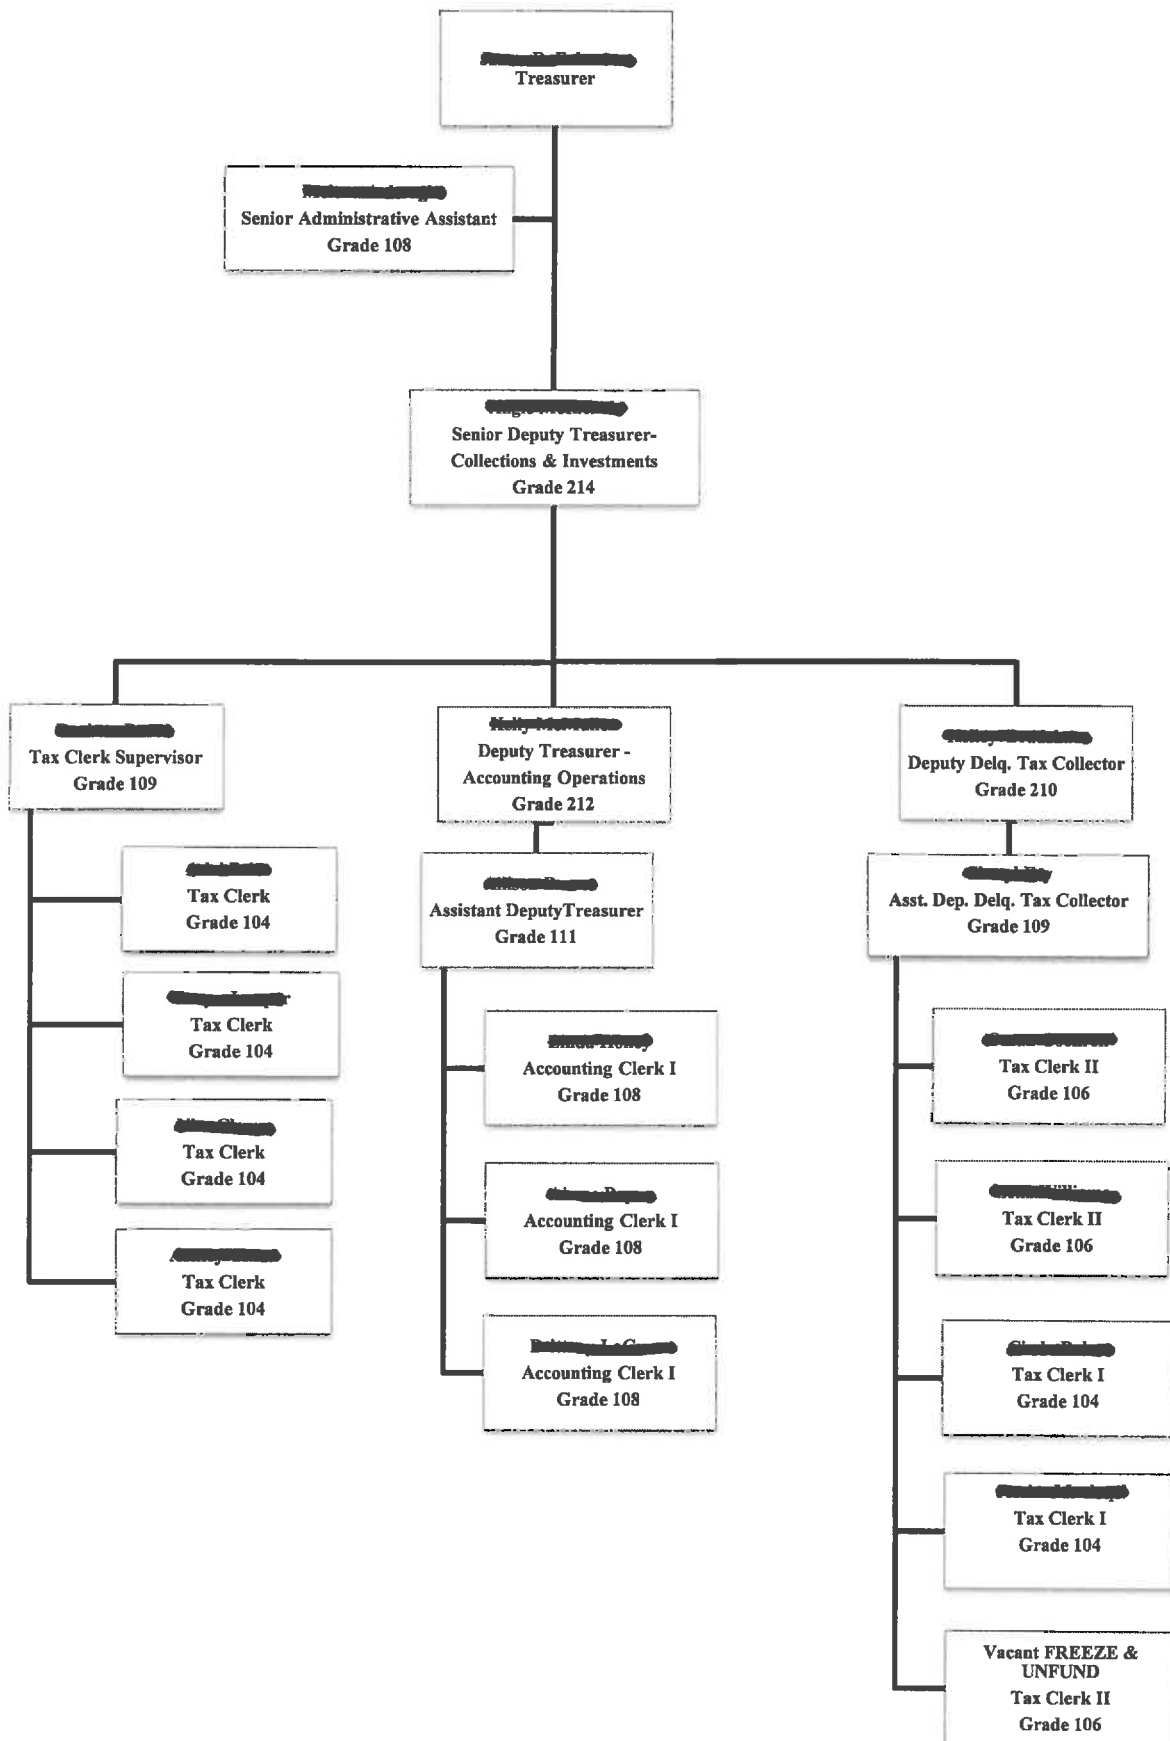 Treasurer
Senior Administrative Assistant
Grade 108
Senior Deputy Treasurer-
Collections & Investments
Grade 214
Tax Clerk Supervisor
Grade 109
Tax Clerk
Grade 104
Tax Clerk
Grade 104
Tax Clerk
Grade 104
Tax Clerk
Grade 104
Deputy Treasurer -
Accounting Operations
Grade 212
Assistant DeputyTreasurer
Grade 111
Accounting Clerk I
Grade 108
Accounting Clerk I
Grade 108
Accounting Clerk I
Grade 108
Deputy Delq. Tax Collector
Grade 210
Asst. Dep. Delq. Tax Collector
Grade 109
Tax Clerk II
Grade 106
Tax Clerk II
Grade 106
Tax Clerk I
Grade 104
Tax Clerk I
Grade 104
Vacant FREEZE &
UNFUND
Tax Clerk II
Grade 106